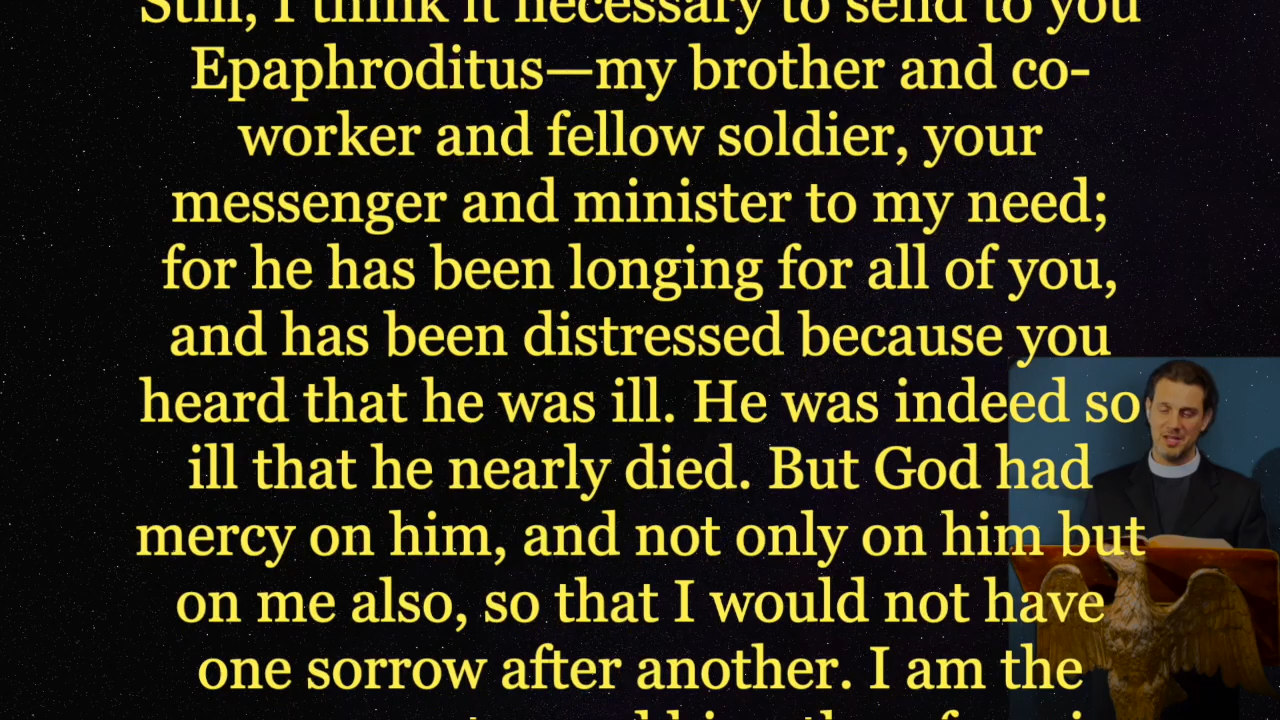 Still, I think it necessary to send to you
Epaphroditus—my brother and co-
worker and fellow soldier, your
messenger and minister to my need;
for he has been longing for all of you,
and has been distressed because you
heard that he was ill. He was indeed so
ill that he nearly died. But God had
mercy on him, and not only on him but
on me also, so that I would not have
one sorrow after another. I am the